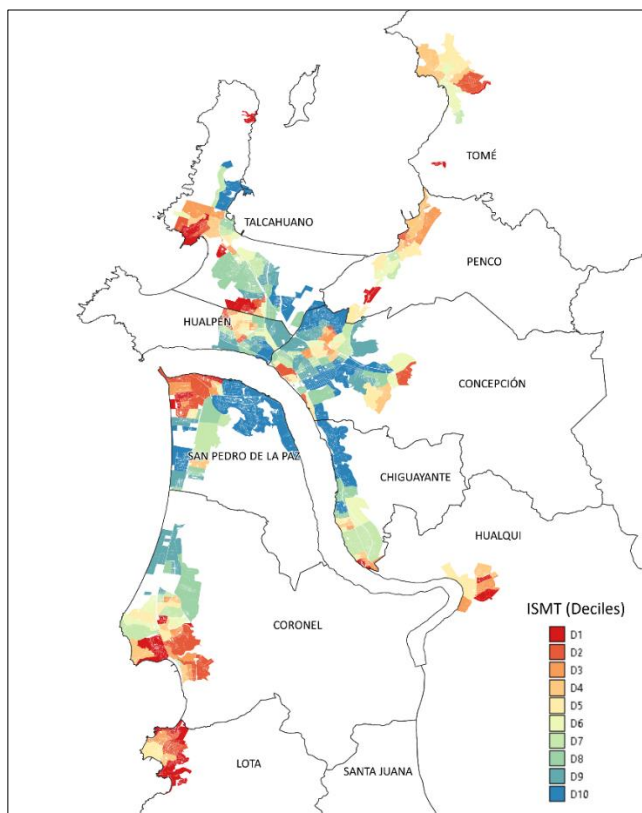 TOMÉ
TALCAHUANO
PENCO
HUALPÉN
CONCEPCIÓN
SAN PEDRO DE LA PAZ
CHIGUAYANTE
HUALQUI
CORONEL
LOTA
SANTA JUANA
ISMT (Deciles)
D1
D2
D3
D4
D5
D6
D7
D8
D9
D10